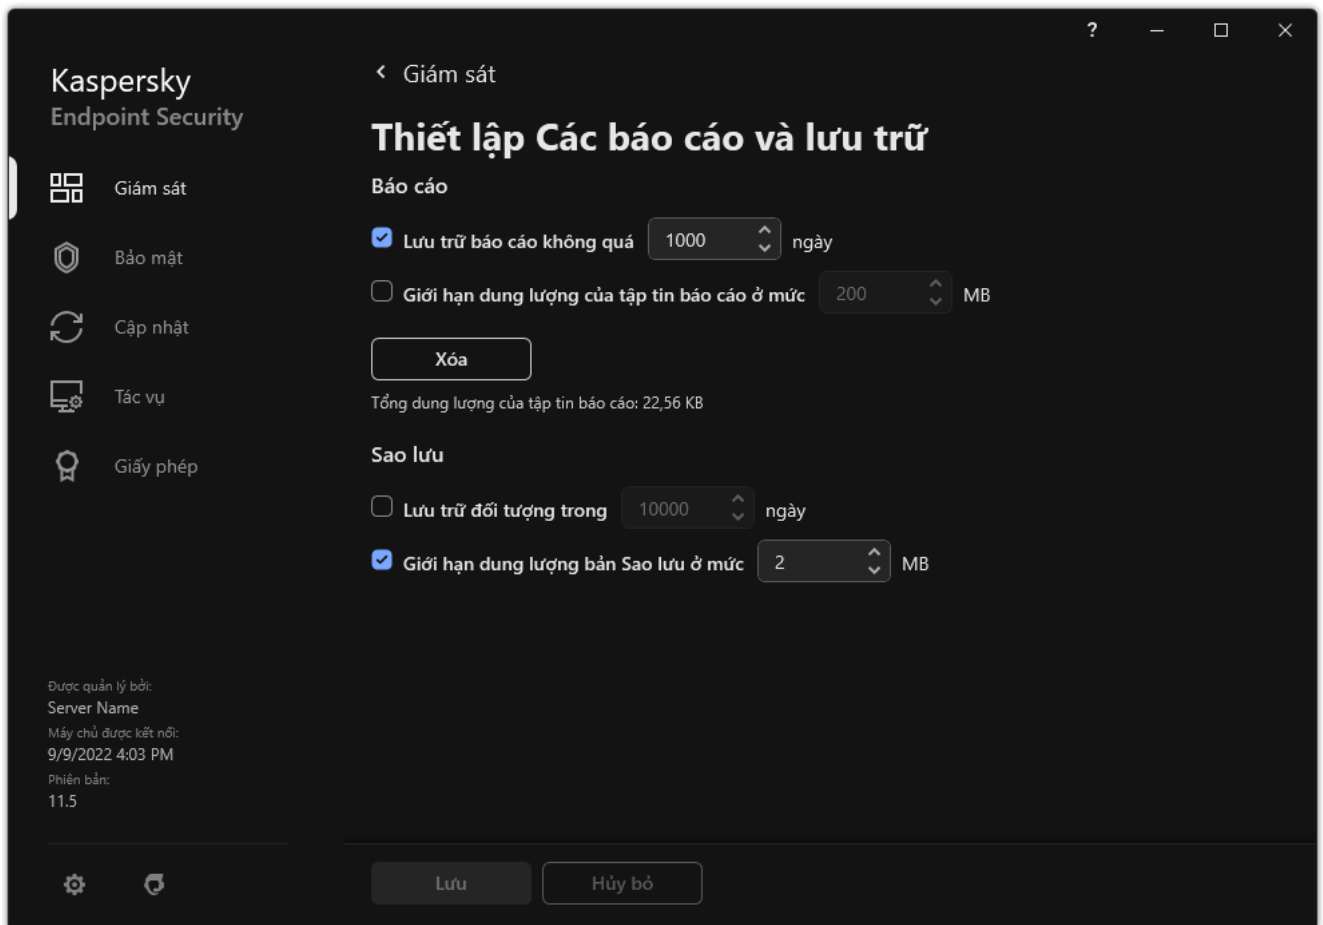 ?
Kaspersky
Endpoint Security
Giám sát
Bảo mật
Cập nhật
Tác vụ
Giấy phép
Được quản lý bởi:
Server Name
Máy chủ được kết nối:
9/9/2022 4:03 PM
Phiên bản:
11.5
Giám sát
Thiết lập Các báo cáo và lưu trữ
Báo cáo
Lưu trữ báo cáo không quá 1000 ngày
Giới hạn dung lượng của tập tin báo cáo ở mức 200 MB
Xóa
Tổng dung lượng của tập tin báo cáo: 22,56 KB
Sao lưu
Lưu trữ đối tượng trong 10000 ngày
Giới hạn dung lượng bản Sao lưu ở mức 2 MB
Lưu Hủy bỏ